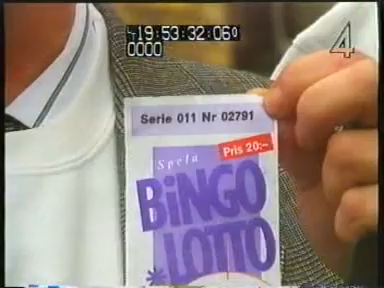 19:53:32:06
0000
4
Serie 011 Nr 02791
Pris 20:-
Spela
BiNGO
LOTTO